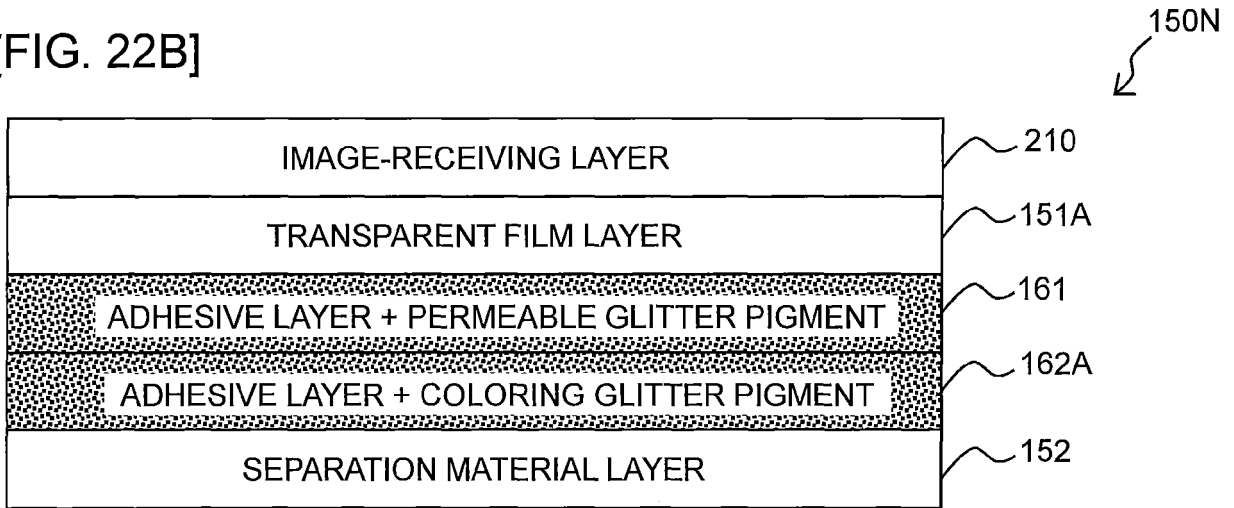 150N
[FIG. 22B]
IMAGE-RECEIVING LAYER 210
TRANSPARENT FILM LAYER 151A
ADHESIVE LAYER + PERMEABLE GLITTER PIGMENT 161
ADHESIVE LAYER + COLORING GLITTER PIGMENT 162A
SEPARATION MATERIAL LAYER 152